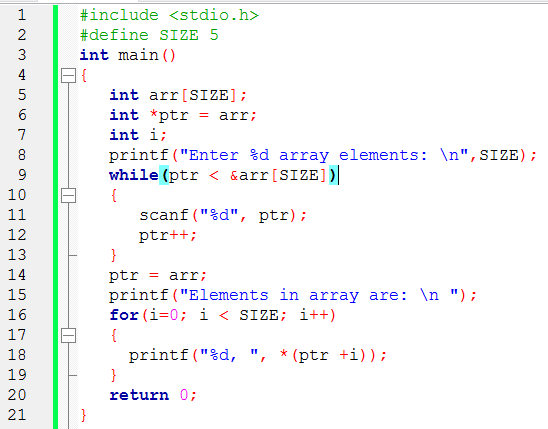 1 #include <stdio.h>
2 #define SIZE 5
3 int main()
4 {
5 int arr[SIZE];
6 int *ptr = arr;
7 int i;
8 printf("Enter %d array elements: \n",SIZE);
9 while(ptr < &arr[SIZE])
10 {
11 scanf("%d", ptr);
12 ptr++;
13 }
14 ptr = arr;
15 printf("Elements in array are: \n ");
16 for(i=0; i < SIZE; i++)
17 {
18 printf("%d, ", *(ptr +i));
19 }
20 return 0;
21 }